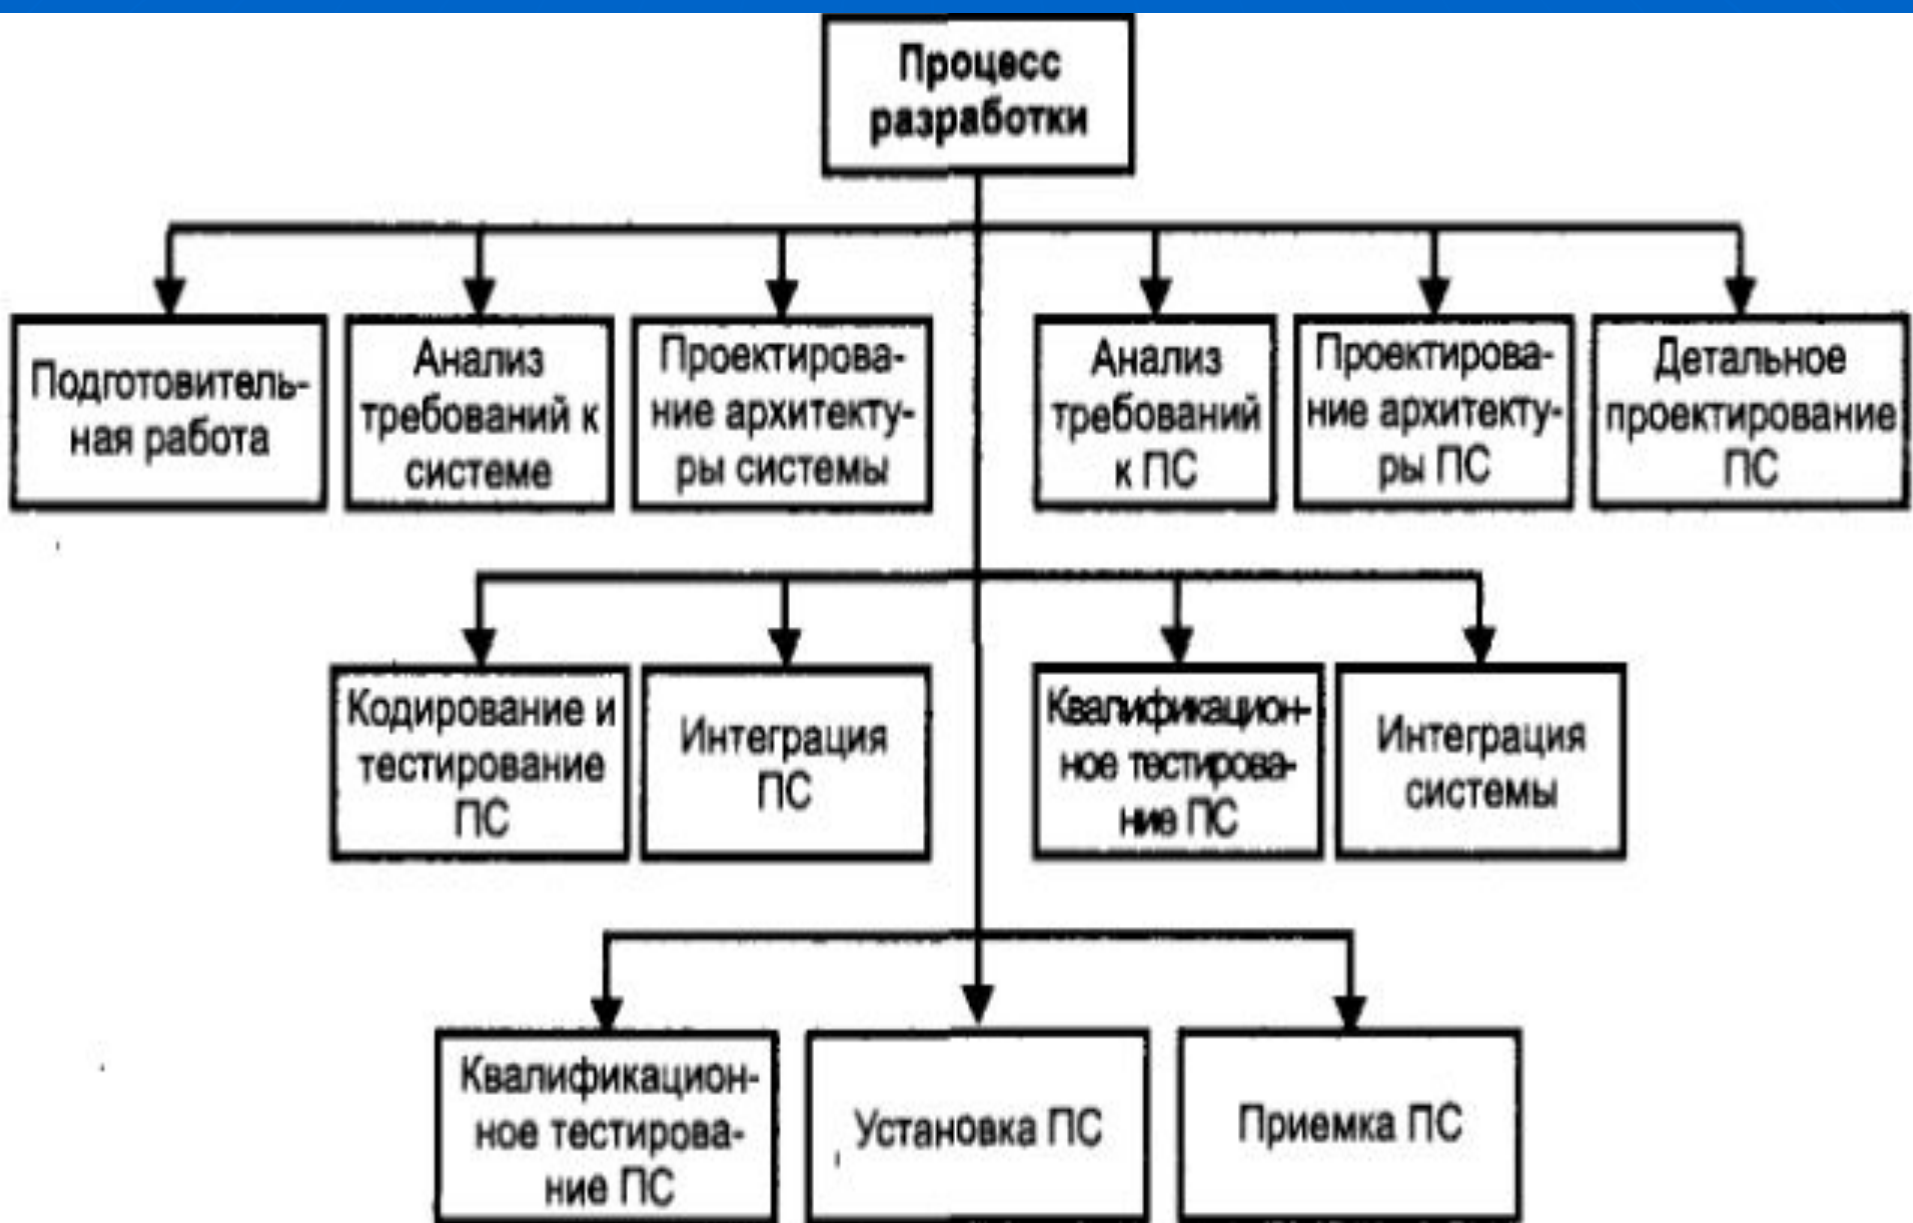 Процесс
разработки
Подготовитель-
ная работа
Анализ
требований к
системе
Проектирова-
ние архитекту-
ры системы
Анализ
требований
к ПС
Проектирова-
ние архитекту-
ры ПС
Детальное
проектирование
ПС
Кодирование и
тестирование
ПС
Интеграция
ПС
Квалификацион-
ное тестирова-
ние ПС
Интеграция
системы
Квалификацион-
ное тестирова-
ние ПС
Установка ПС
Приемка ПС